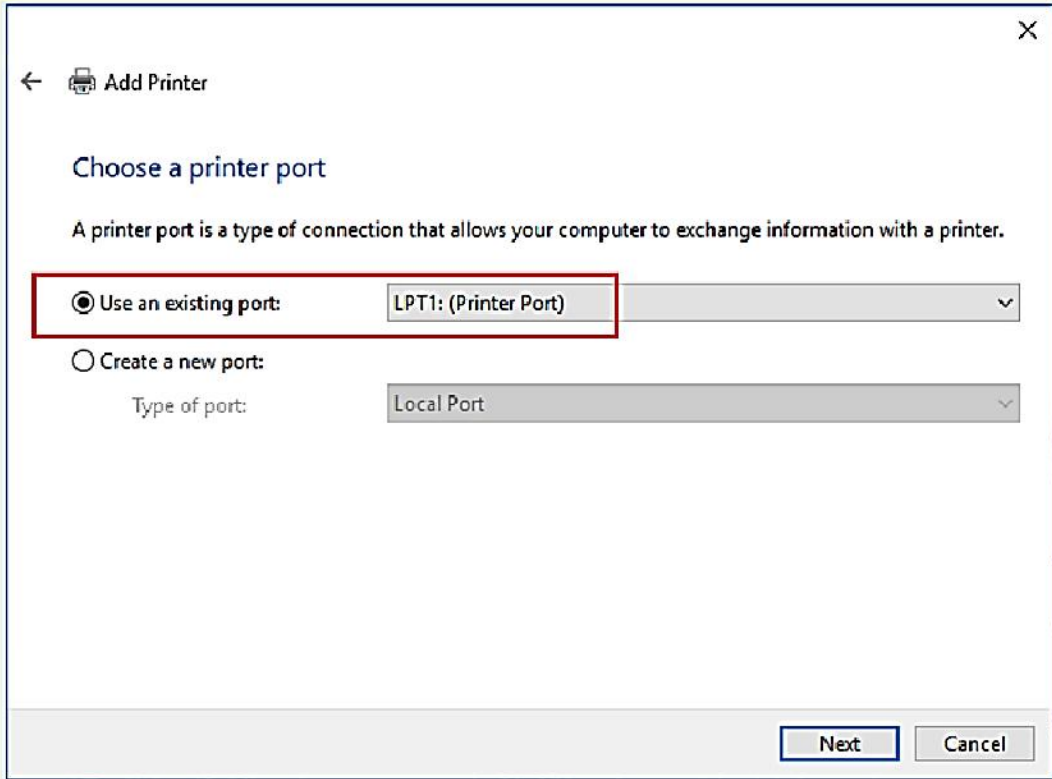 Add Printer
Choose a printer port
A printer port is a type of connection that allows your computer to exchange information with a printer.
Use an existing port: LPT1: (Printer Port)
Create a new port:
Type of port: Local Port
Next Cancel